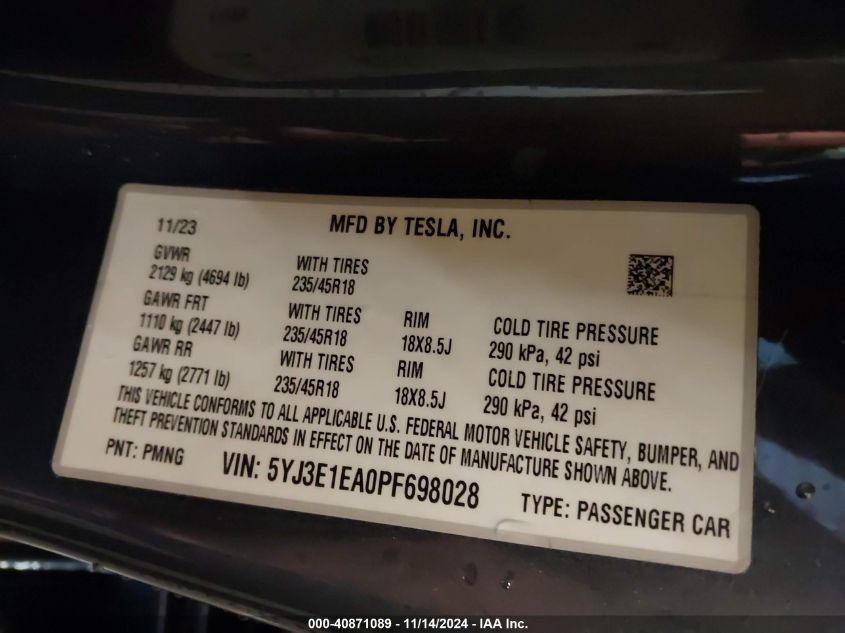 11/23 MFD BY TESLA, INC.
GVWR
2129 kg (4694 lb) WITH TIRES
235/45R18
GAWR FRT
1110 kg (2447 lb) WITH TIRES
235/45R18 RIM
18X8.5J COLD TIRE PRESSURE
290 kPa, 42 psi
GAWR RR
1257 kg (2771 lb) WITH TIRES
235/45R18 RIM
18X8.5J COLD TIRE PRESSURE
290 kPa, 42 psi
THIS VEHICLE CONFORMS TO ALL APPLICABLE U.S. FEDERAL MOTOR VEHICLE SAFETY, BUMPER, AND
THEFT PREVENTION STANDARDS IN EFFECT ON THE DATE OF MANUFACTURE SHOWN ABOVE.
PNT: PMNG VIN: 5YJ3E1EA0PF698028 TYPE: PASSENGER CAR
000-40871089 - 11/14/2024 - IAA Inc.